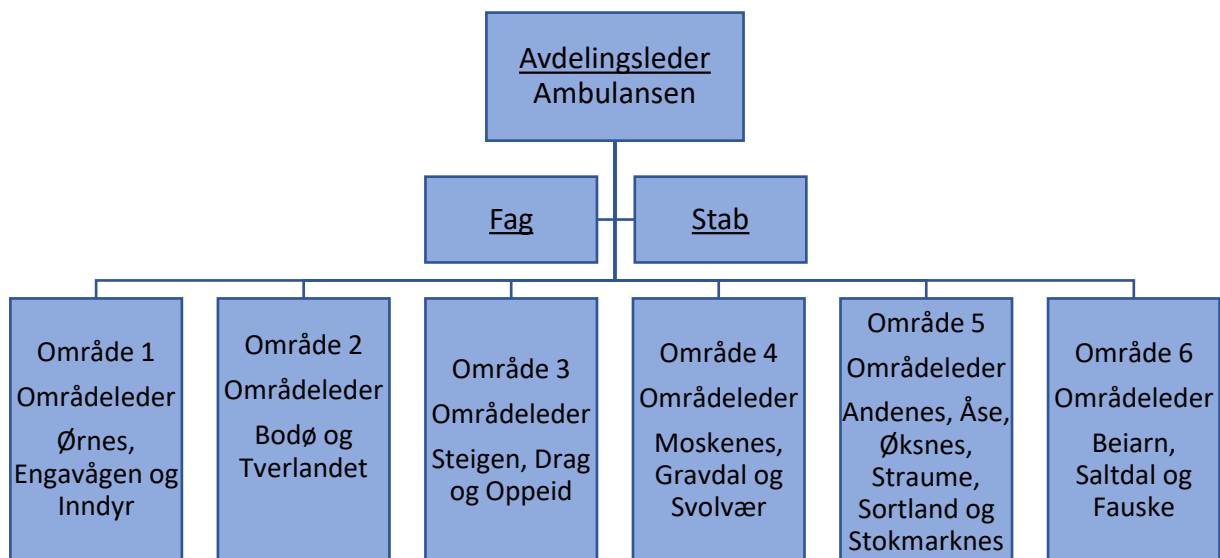 Avdelingsleder
Ambulansen
Fag
Stab
Område 1
Områdeleder
Ørnes,
Engavågen og
Inndyr
Område 2
Områdeleder
Bodø og
Tverlandet
Område 3
Områdeleder
Steigen, Drag
og Oppeid
Område 4
Områdeleder
Moskenes,
Gravdal og
Svolvær
Område 5
Områdeleder
Andenes, Åse,
Øksnes,
Straume,
Sortland og
Stokmarknes
Område 6
Områdeleder
Beiarn,
Saltdal og
Fauske